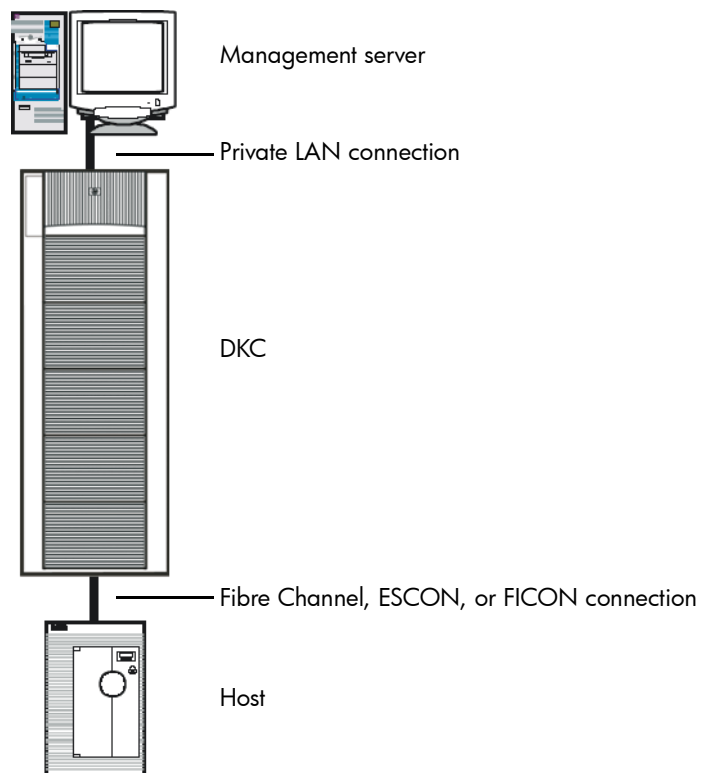 Management server
Private LAN connection
DKC
Fibre Channel, ESCON, or FICON connection
Host